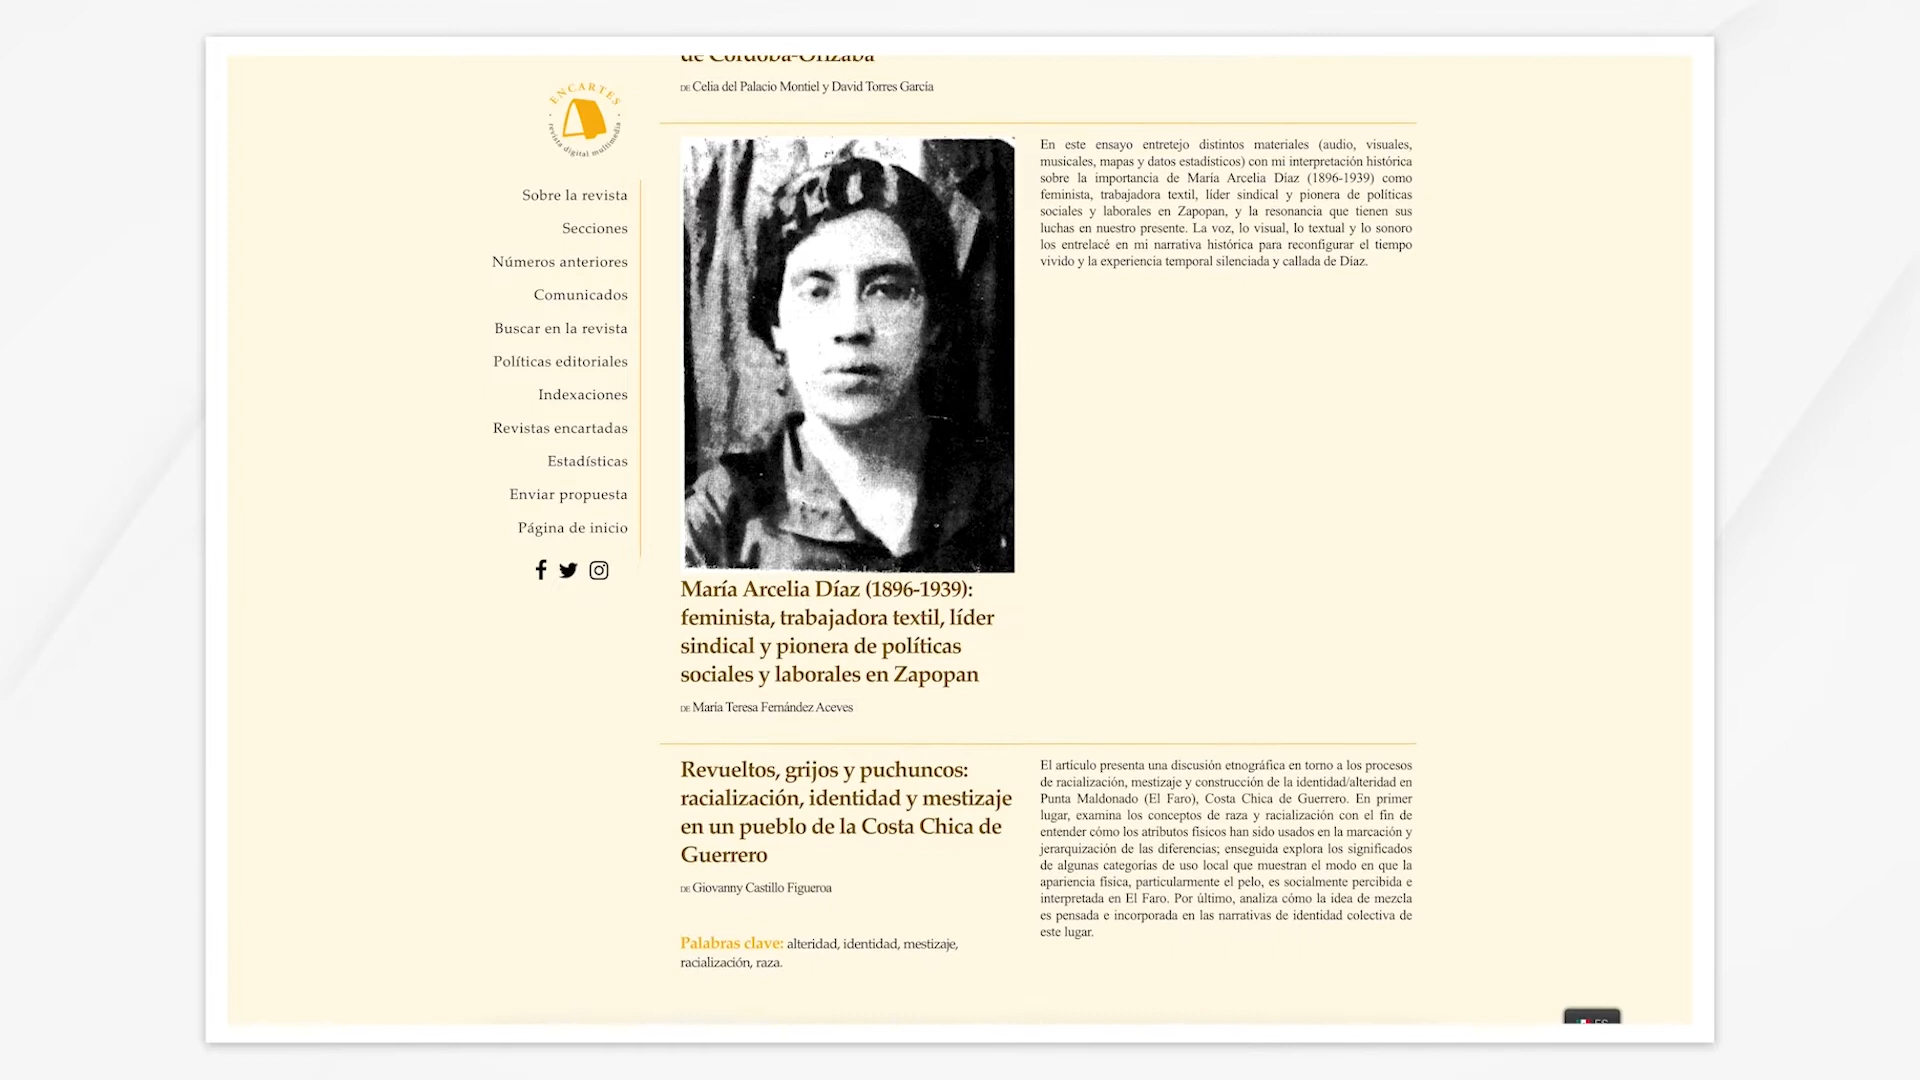 de Córdoba-Orizaba
DE Celia del Palacio Montiel y David Torres García
ENCARTES
revista digital multimedia
Sobre la revista
Secciones
Números anteriores
Comunicados
Buscar en la revista
Políticas editoriales
Indexaciones
Revistas encartadas
Estadísticas
Enviar propuesta
Página de inicio
En este ensayo entretejo distintos materiales (audio, visuales,
musicales, mapas y datos estadísticos) con mi interpretación histórica
sobre la importancia de María Arcelia Díaz (1896-1939) como
feminista, trabajadora textil, líder sindical y pionera de políticas
sociales y laborales en Zapopan, y la resonancia que tienen sus
luchas en nuestro presente. La voz, lo visual, lo textual y lo sonoro
los entrelacé en mi narrativa histórica para reconfigurar el tiempo
vivido y la experiencia temporal silenciada y callada de Díaz.
María Arcelia Díaz (1896-1939):
feminista, trabajadora textil, líder
sindical y pionera de políticas
sociales y laborales en Zapopan
DE María Teresa Fernández Aceves
Revueltos, grijos y puchuncos:
racialización, identidad y mestizaje
en un pueblo de la Costa Chica de
Guerrero
DE Giovanny Castillo Figueroa
Palabras clave: alteridad, identidad, mestizaje,
racialización, raza.
El artículo presenta una discusión etnográfica en torno a los procesos
de racialización, mestizaje y construcción de la identidad/alteridad en
Punta Maldonado (El Faro), Costa Chica de Guerrero. En primer
lugar, examina los conceptos de raza y racialización con el fin de
entender cómo los atributos físicos han sido usados en la marcación y
jerarquización de las diferencias; enseguida explora los significados
de algunas categorías de uso local que muestran el modo en que la
apariencia física, particularmente el pelo, es socialmente percibida e
interpretada en El Faro. Por último, analiza cómo la idea de mezcla
es pensada e incorporada en las narrativas de identidad colectiva de
este lugar.
ES